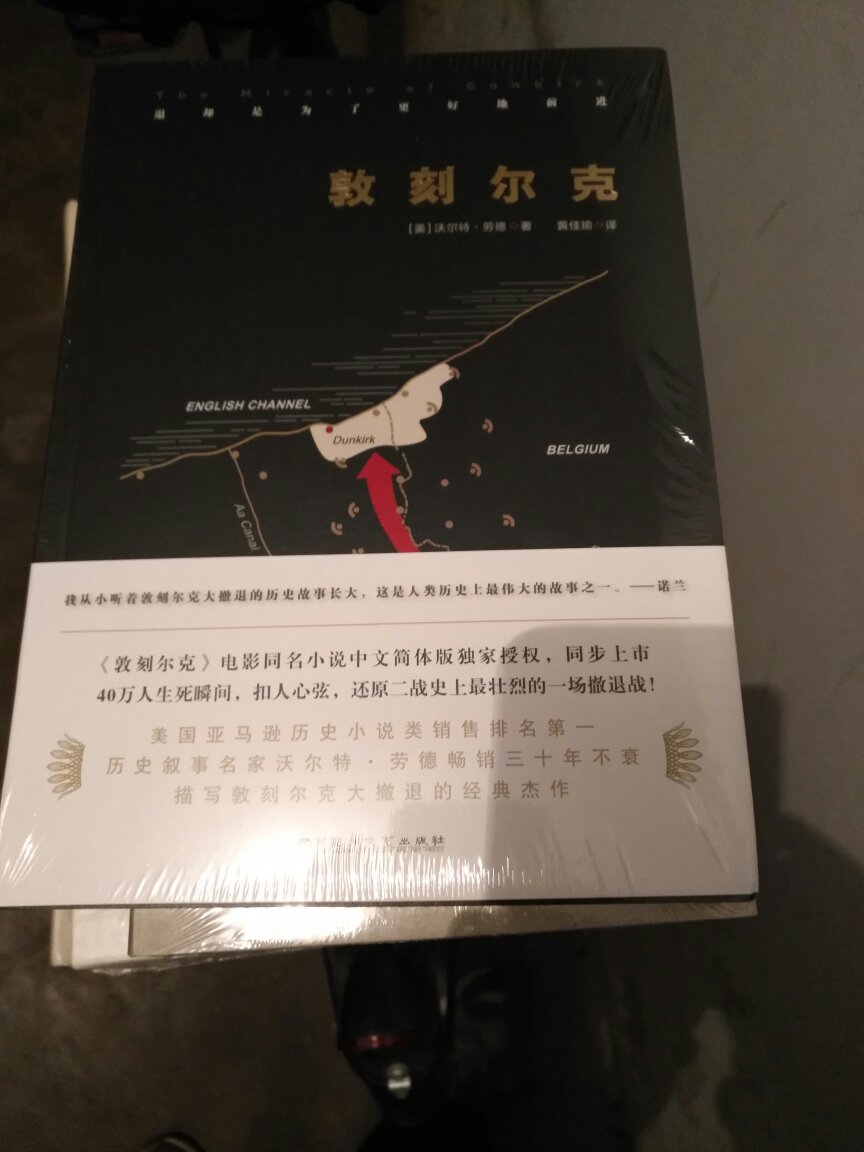 The Miracle of Dunkirk
退却是为了更好地前进
敦刻尔克
[美]沃尔特·劳德◇著 黄佳瑜◇译
ENGLISH CHANNEL
Dunkirk
BELGIUM
Aa Canal
我从小听着敦刻尔克大撤退的历史故事长大，这是人类历史上最伟大的故事之一。——诺兰
《敦刻尔克》电影同名小说中文简体版独家授权，同步上市
40万人生死瞬间，扣人心弦，还原二战史上最壮烈的一场撤退战！
美国亚马逊历史小说类销售排名第一
历史叙事名家沃尔特·劳德畅销三十年不衰
描写敦刻尔克大撤退的经典杰作
出版社